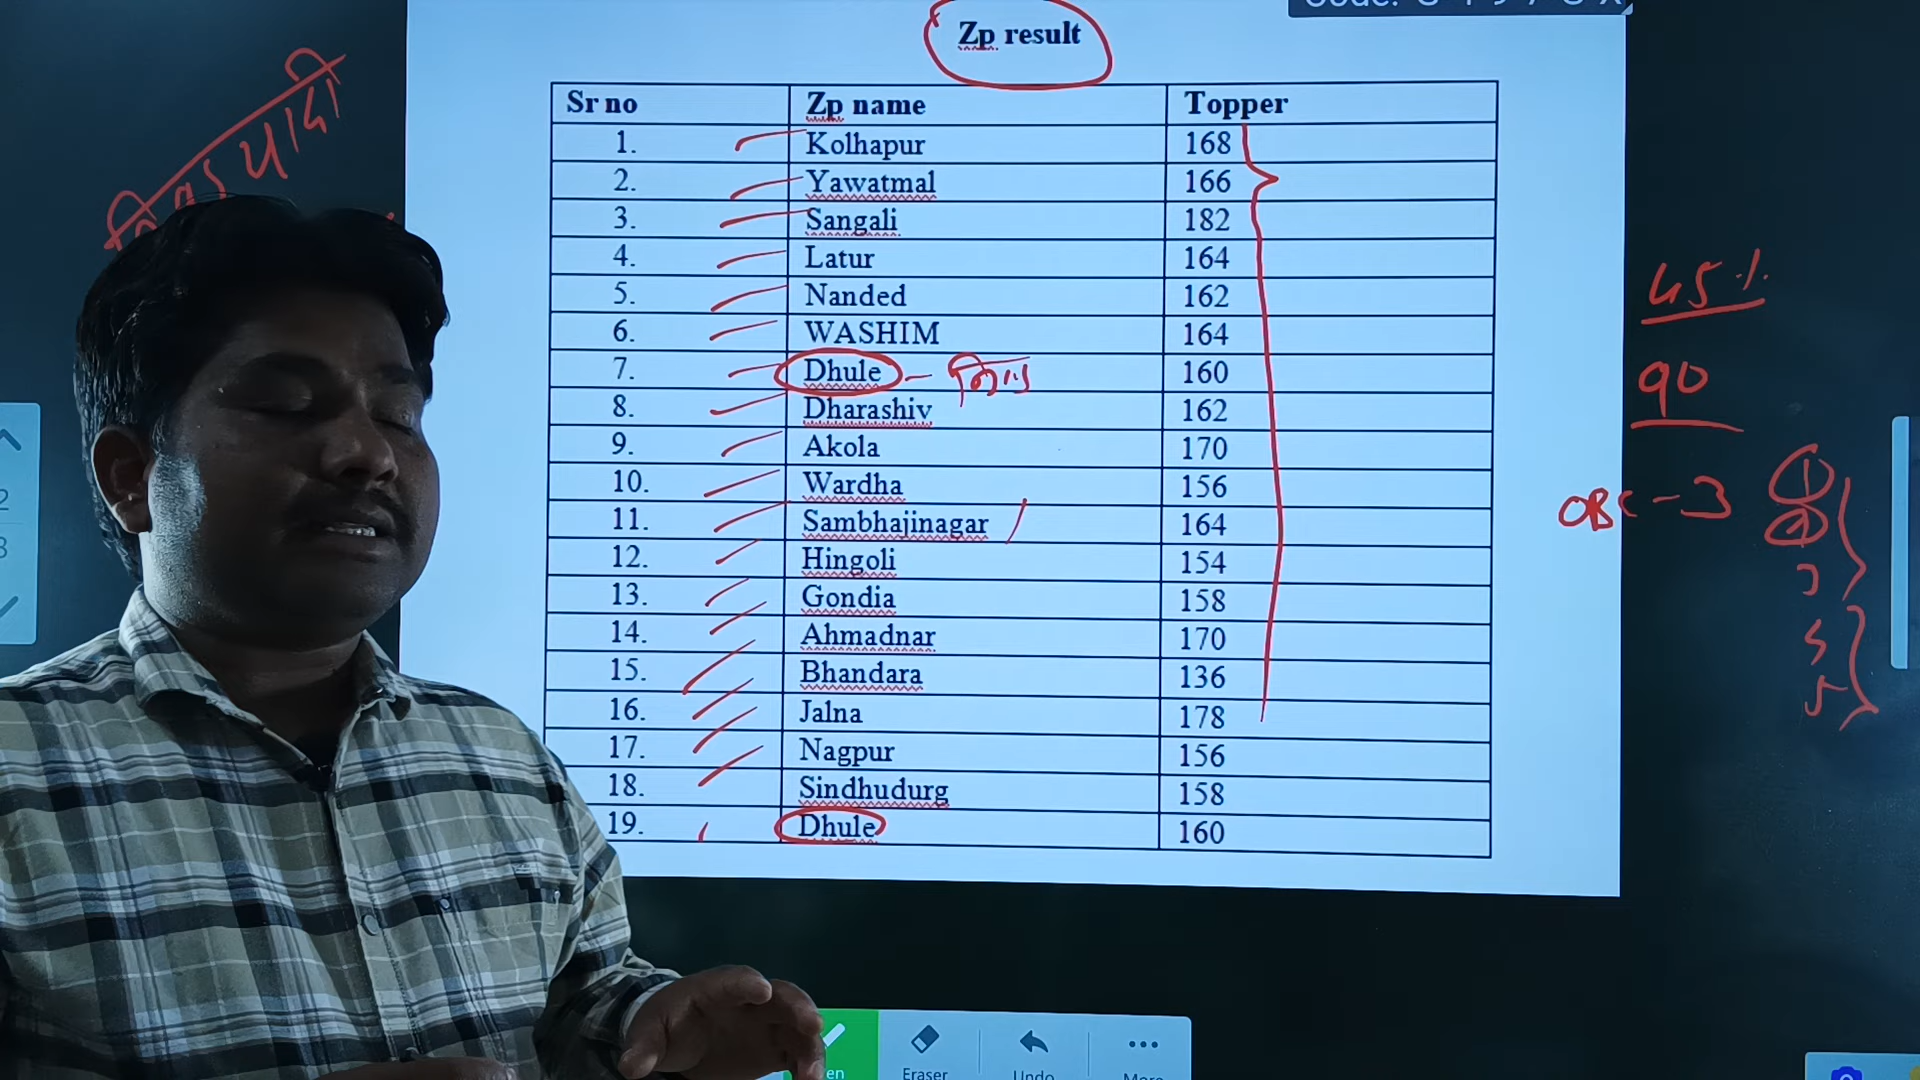 Zp result
Sr no Zp name Topper
1. Kolhapur 168
2. Yawatmal 166
3. Sangali 182
4. Latur 164
5. Nanded 162
6. WASHIM 164
7. Dhule 160
8. Dharashiv 162
9. Akola 170
10. Wardha 156
11. Sambhajinagar 164
12. Hingoli 154
13. Gondia 158
14. Ahmadnar 170
15. Bhandara 136
16. Jalna 178
17. Nagpur 156
18. Sindhudurg 158
19. Dhule 160
45%
90
OBC - 3
Eraser
Undo